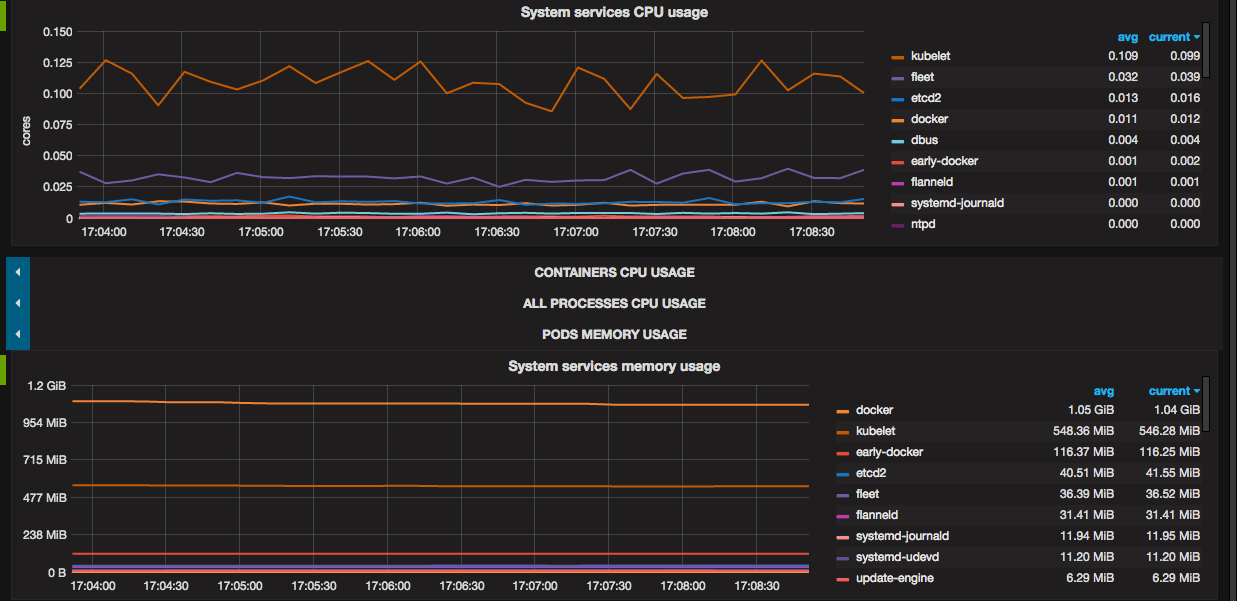 System services CPU usage
0.150
0.125
0.100
0.075
0.050
0.025
0
cores
17:04:00 17:04:30 17:05:00 17:05:30 17:06:00 17:06:30 17:07:00 17:07:30 17:08:00 17:08:30
avg current
kubelet 0.109 0.099
fleet 0.032 0.039
etcd2 0.013 0.016
docker 0.011 0.012
dbus 0.004 0.004
early-docker 0.001 0.002
flanneld 0.001 0.001
systemd-journald 0.000 0.000
ntpd 0.000 0.000
CONTAINERS CPU USAGE
ALL PROCESSES CPU USAGE
PODS MEMORY USAGE
System services memory usage
1.2 GiB
954 MiB
715 MiB
477 MiB
238 MiB
0 B
17:04:00 17:04:30 17:05:00 17:05:30 17:06:00 17:06:30 17:07:00 17:07:30 17:08:00 17:08:30
avg current
docker 1.05 GiB 1.04 GiB
kubelet 548.36 MiB 546.28 MiB
early-docker 116.37 MiB 116.25 MiB
etcd2 40.51 MiB 41.55 MiB
fleet 36.39 MiB 36.52 MiB
flanneld 31.41 MiB 31.41 MiB
systemd-journald 11.94 MiB 11.95 MiB
systemd-udevd 11.20 MiB 11.20 MiB
update-engine 6.29 MiB 6.29 MiB